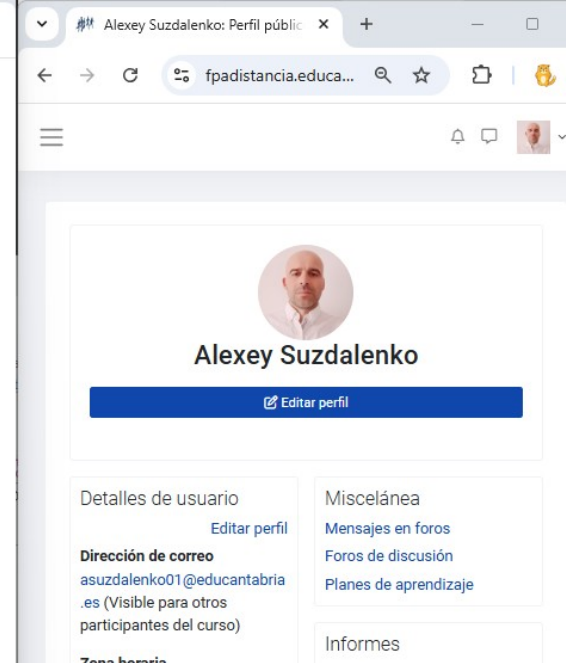 Alexey Suzdalenko: Perfil públic
fpadistancia.educa...
Alexey Suzdalenko
Editar perfil
Detalles de usuario
Editar perfil
Dirección de correo
asuzdalenko01@educantabria
.es (Visible para otros
participantes del curso)
Zona horaria
Miscelánea
Mensajes en foros
Foros de discusión
Planes de aprendizaje
Informes